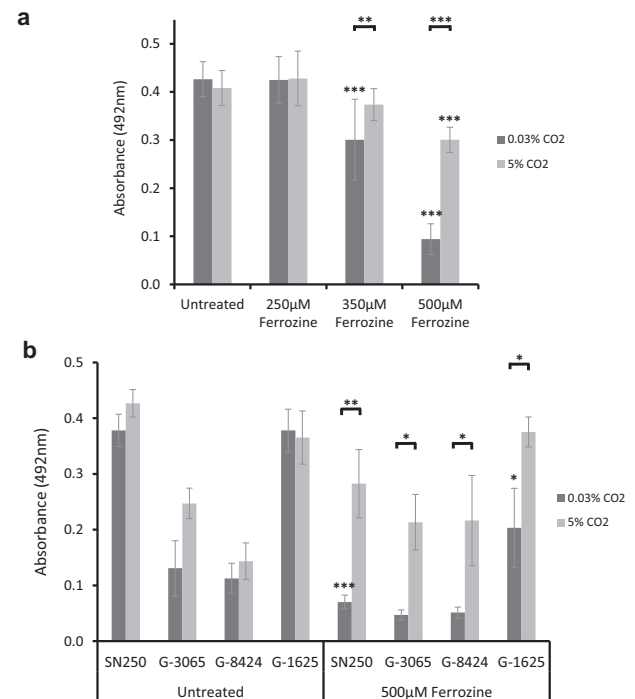 a
** ***
0.5
0.4
0.3
0.2
0.1
0.0
Absorbance (492nm)
***
***
***
0.03% CO2
5% CO2
Untreated 250µM 350µM 500µM
Ferrozine Ferrozine Ferrozine
b
0.5
0.4
0.3
0.2
0.1
0.0
Absorbance (492nm)
*
**
* *
*
***
0.03% CO2
5% CO2
SN250 G-3065 G-8424 G-1625 SN250 G-3065 G-8424 G-1625
Untreated 500µM Ferrozine